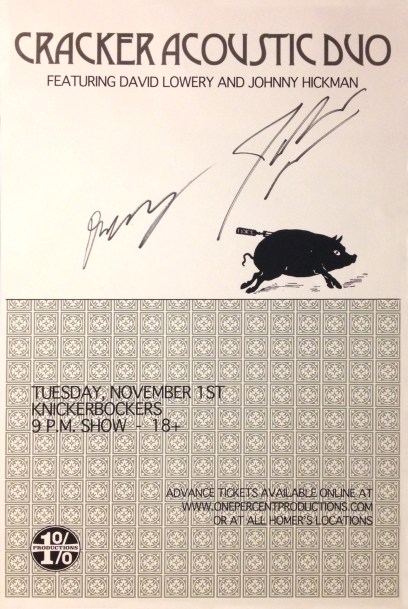 CRACKER ACOUSTIC DUO
FEATURING DAVID LOWERY AND JOHNNY HICKMAN
TUESDAY, NOVEMBER 1ST
KNICKERBOCKERS
9 P.M. SHOW - 18+
ADVANCE TICKETS AVAILABLE ONLINE AT
WWW.ONEPERCENTPRODUCTIONS.COM
OR AT ALL HOMER'S LOCATIONS
1%
PRODUCTIONS
1%